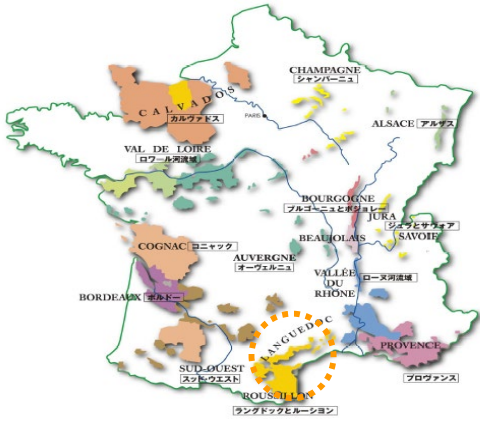 CHAMPAGNE
シャンパーニュ
CALVADOS
カルヴァドス
PARIS
ALSACE アルザス
VAL DE LOIRE
ロワール河流域
BOURGOGNE
ブルゴーニュとボジョレー
JURA
ジュラとサヴォア
BEAUJOLAIS
SAVOIE
COGNAC コニャック
AUVERGNE
オーヴェルニュ
VALLÉE
DU
RHÔNE
ローヌ河流域
BORDEAUX ボルドー
LANGUEDOC
PROVENCE
プロヴァンス
SUD-OUEST
スッド・ウエスト
ROUSSILLON
ラングドックとルーション